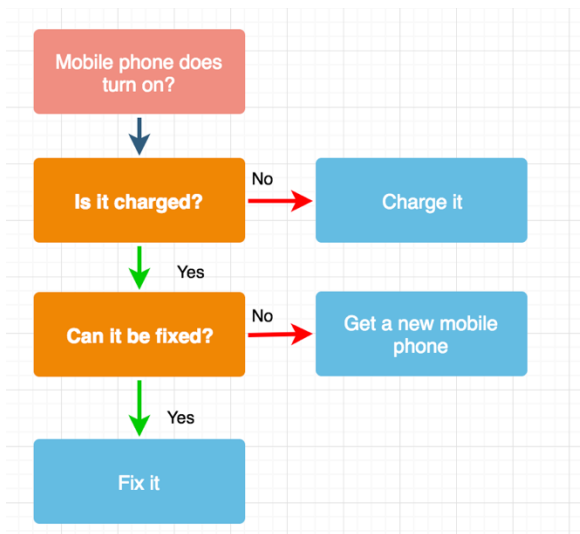 Mobile phone does
turn on?
Is it charged?
No
Charge it
Yes
Can it be fixed?
No
Get a new mobile
phone
Yes
Fix it